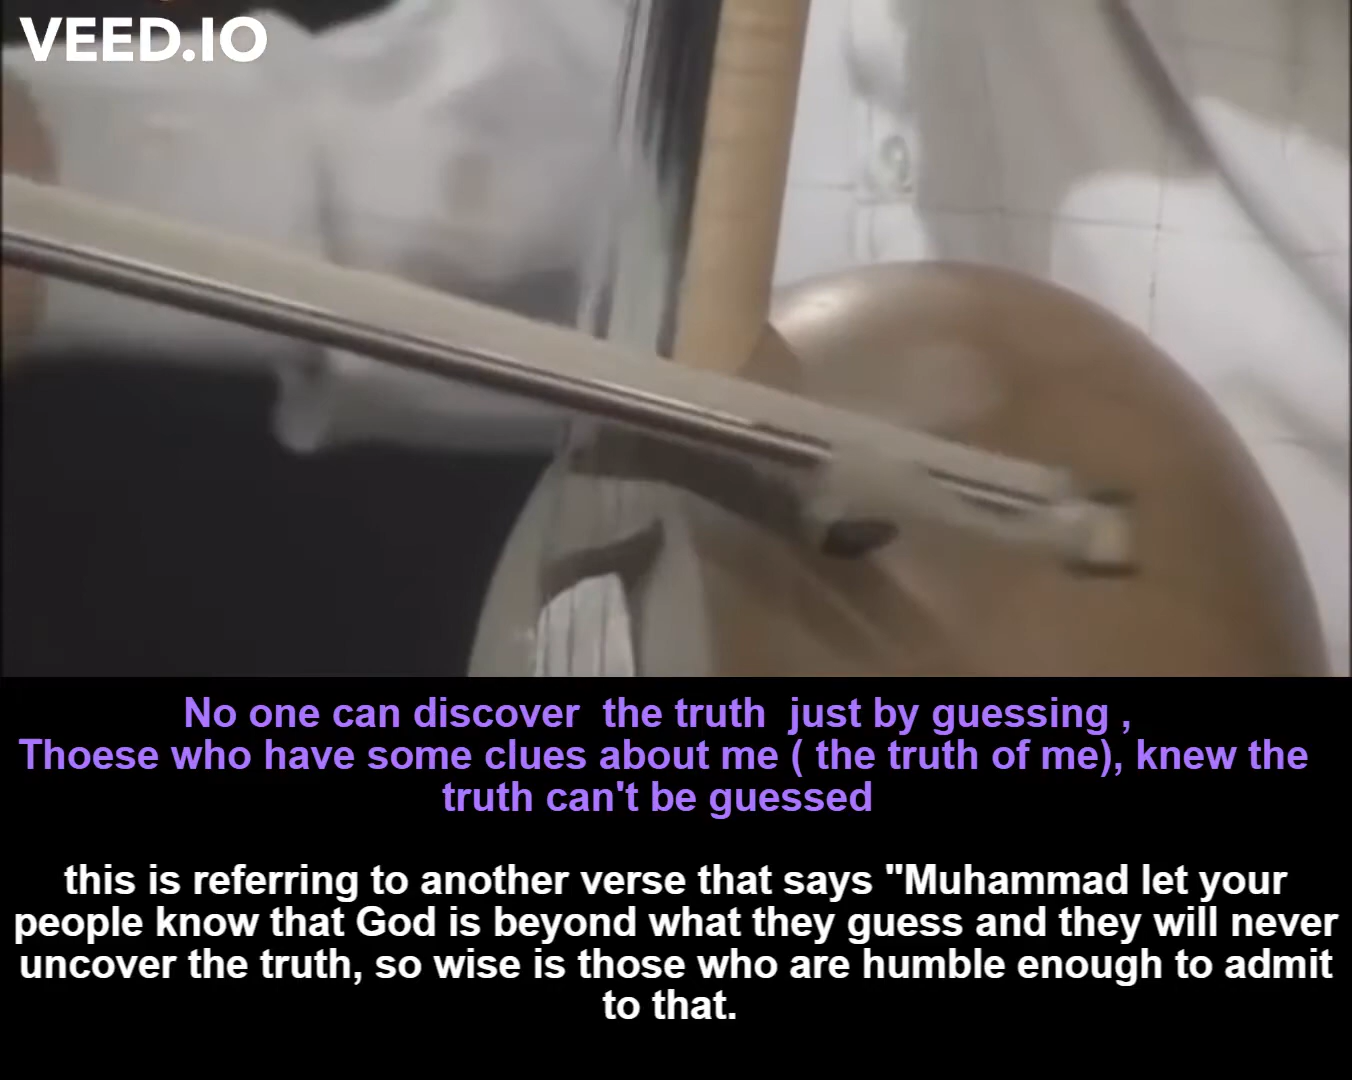 VEED.IO
No one can discover  the truth  just by guessing ,
Thoese who have some clues about me ( the truth of me), knew the
truth can't be guessed
this is referring to another verse that says "Muhammad let your
people know that God is beyond what they guess and they will never
uncover the truth, so wise is those who are humble enough to admit
to that.